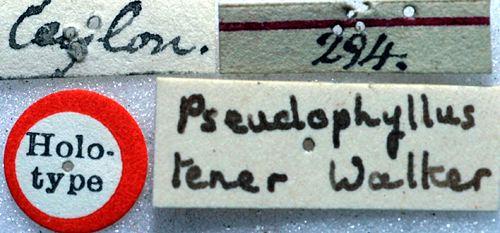 Ceylon.
294.
Holo-
type
Pseudophyllus
tener Walker